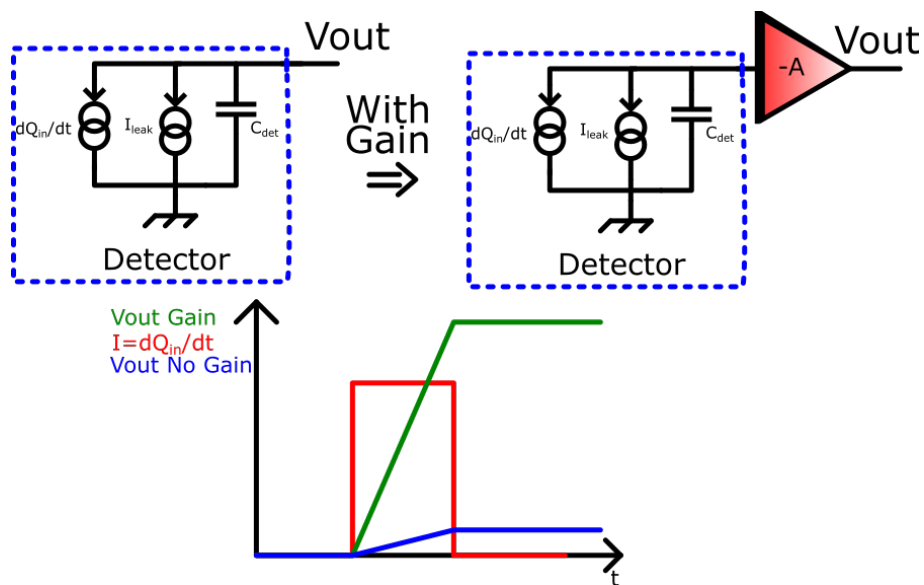 Vout
Vout
-A
dQin/dt
Ileak
Cdet
With
Gain
dQin/dt
Ileak
Cdet
Detector
Detector
Vout Gain
I=dQin/dt
Vout No Gain
t